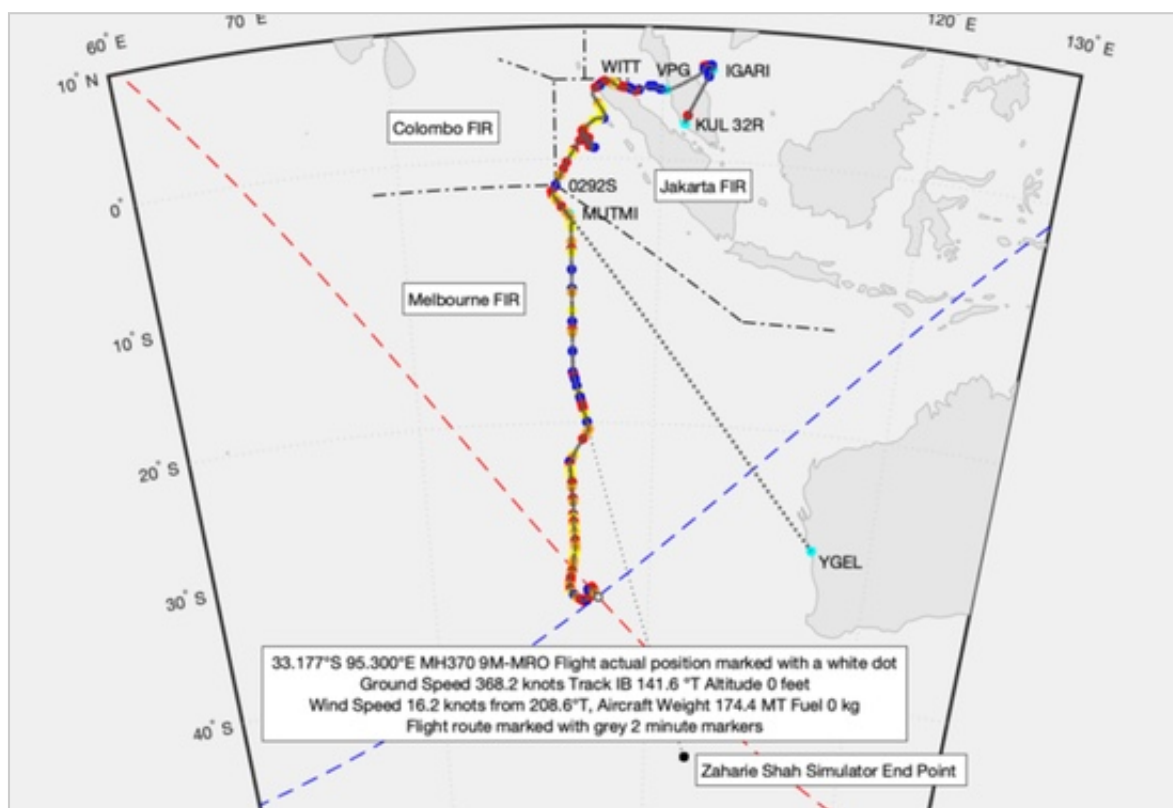 70° E
120° E
60° E
130° E
10° N
WITT
VPG
IGARI
Colombo FIR
KUL 32R
0292S
Jakarta FIR
0°
MUTMI
Melbourne FIR
10° S
20° S
YGEL
30° S
33.177°S 95.300°E MH370 9M-MRO Flight actual position marked with a white dot
Ground Speed 368.2 knots Track IB 141.6 °T Altitude 0 feet
Wind Speed 16.2 knots from 208.6°T, Aircraft Weight 174.4 MT Fuel 0 kg
Flight route marked with grey 2 minute markers
40° S
Zaharie Shah Simulator End Point